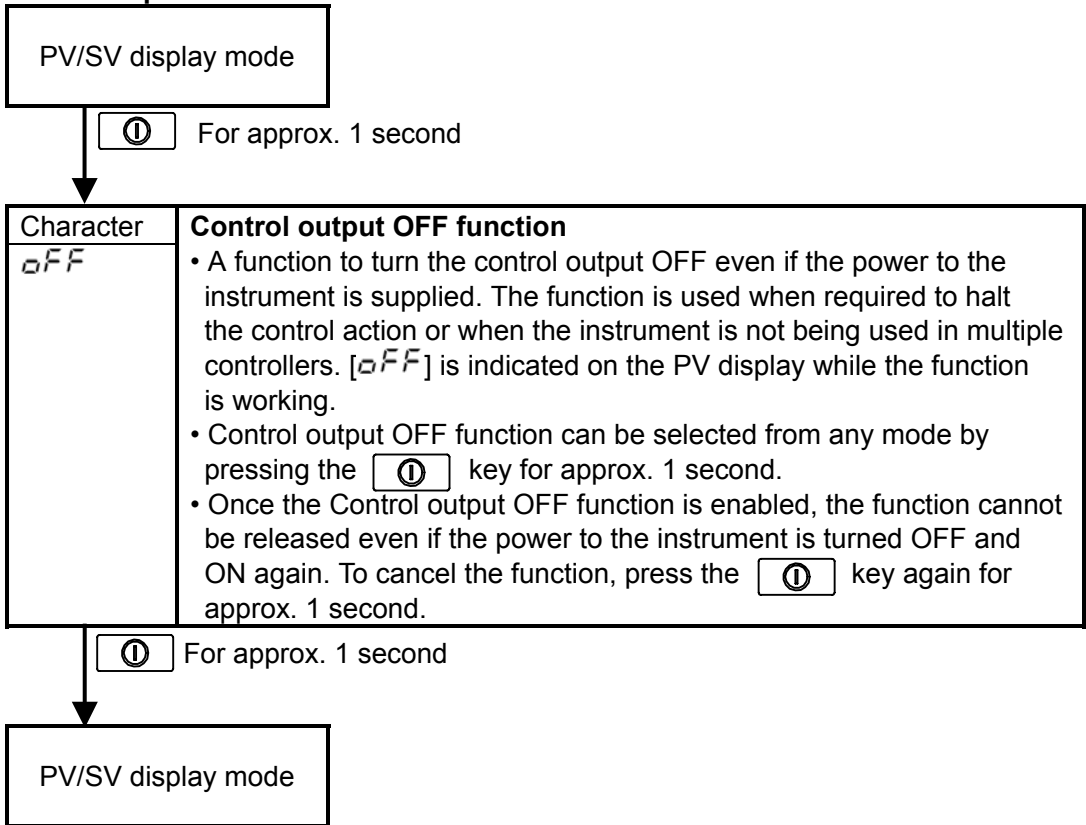 PV/SV display mode
For approx. 1 second
Character
Control output OFF function
oFF
• A function to turn the control output OFF even if the power to the
instrument is supplied. The function is used when required to halt
the control action or when the instrument is not being used in multiple
controllers. [oFF] is indicated on the PV display while the function
is working.
• Control output OFF function can be selected from any mode by
pressing the key for approx. 1 second.
• Once the Control output OFF function is enabled, the function cannot
be released even if the power to the instrument is turned OFF and
ON again. To cancel the function, press the key again for
approx. 1 second.
For approx. 1 second
PV/SV display mode